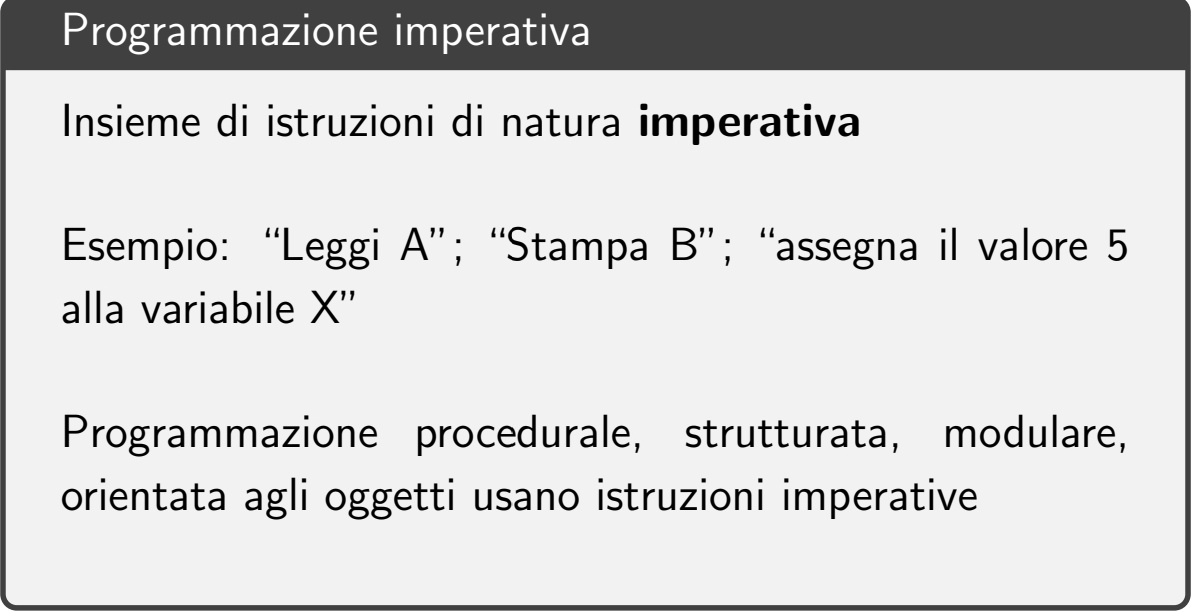 Programmazione imperativa
Insieme di istruzioni di natura imperativa
Esempio: “Leggi A”; “Stampa B”; “assegna il valore 5
alla variabile X”
Programmazione procedurale, strutturata, modulare,
orientata agli oggetti usano istruzioni imperative